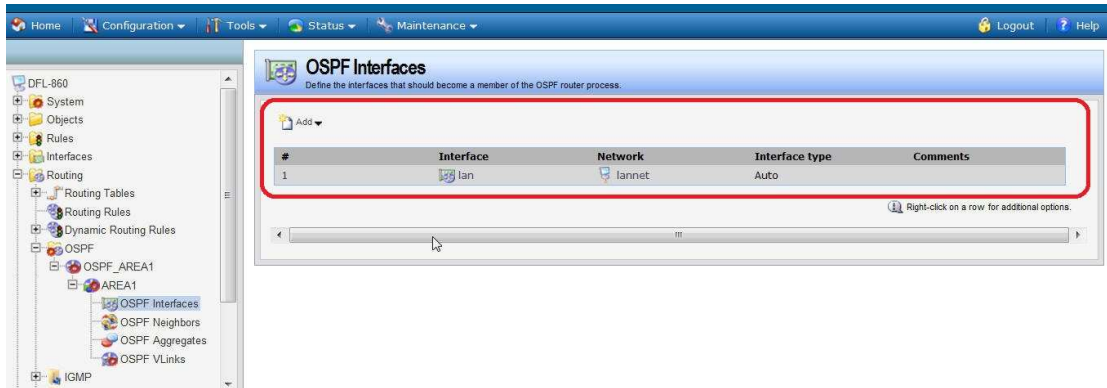 Home Configuration Tools Status Maintenance Logout Help
DFL-860
System
Objects
Rules
Interfaces
Routing
Routing Tables
Routing Rules
Dynamic Routing Rules
OSPF
OSPF_AREA1
AREA1
OSPF Interfaces
OSPF Neighbors
OSPF Aggregates
OSPF VLinks
IGMP
OSPF Interfaces
Define the interfaces that should become a member of the OSPF router process.
Add
# Interface Network Interface type Comments
1 lan lannet Auto
Right-click on a row for additional options.